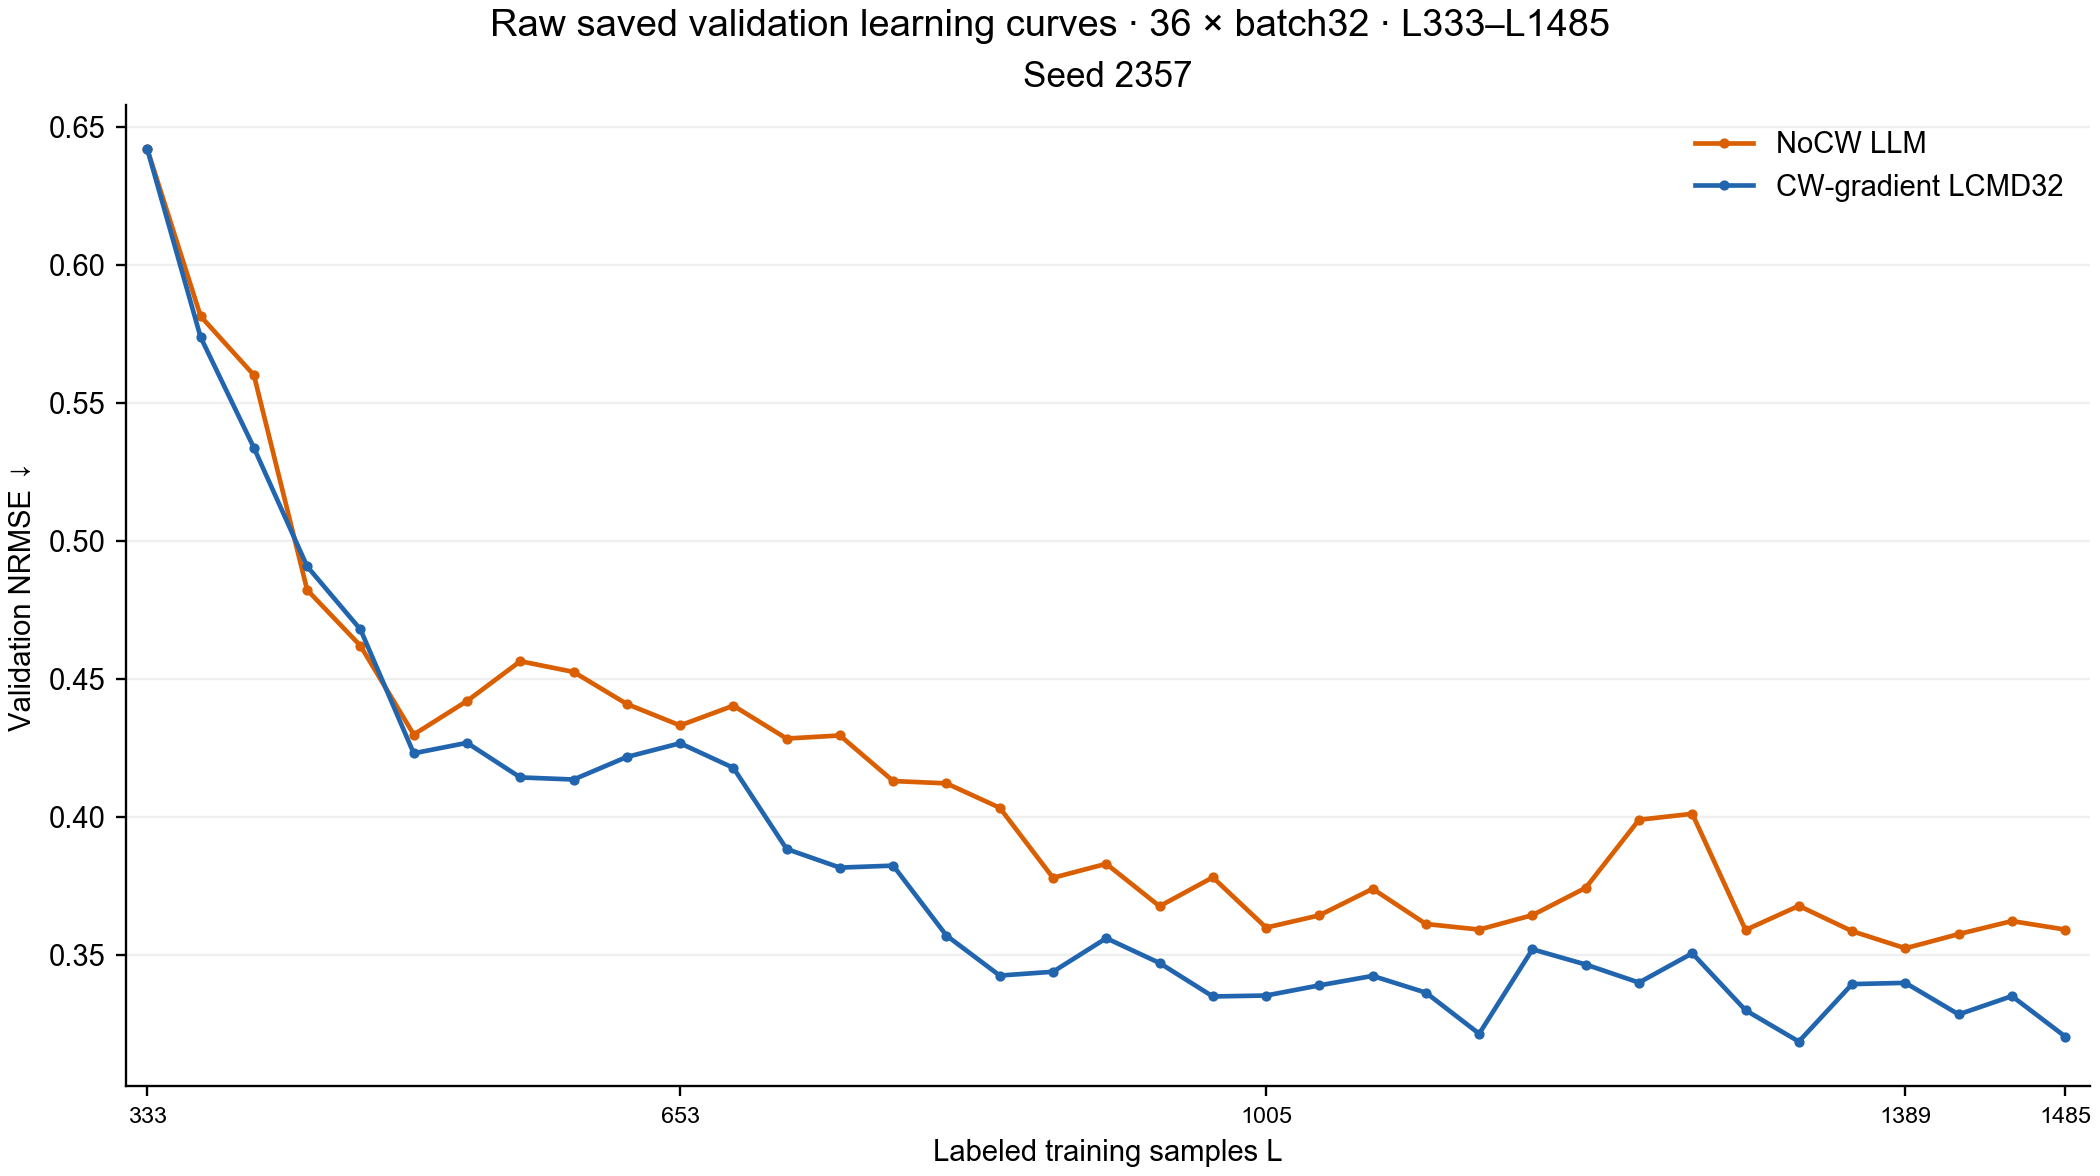 Raw saved validation learning curves · 36 × batch32 · L333–L1485
Seed 2357
NoCW LLM
CW-gradient LCMD32
Validation NRMSE ↓
0.65
0.60
0.55
0.50
0.45
0.40
0.35
333
653
1005
1389
1485
Labeled training samples L